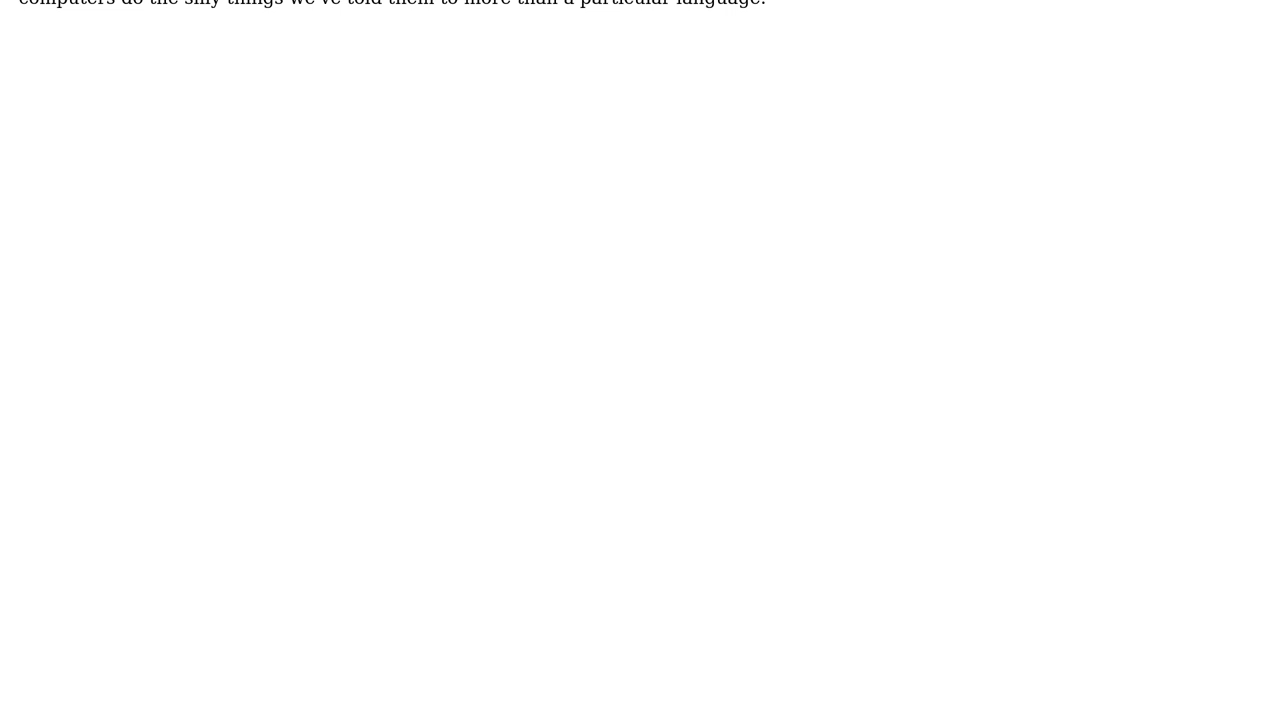 computers do the silly things we've told them to more than a particular language.